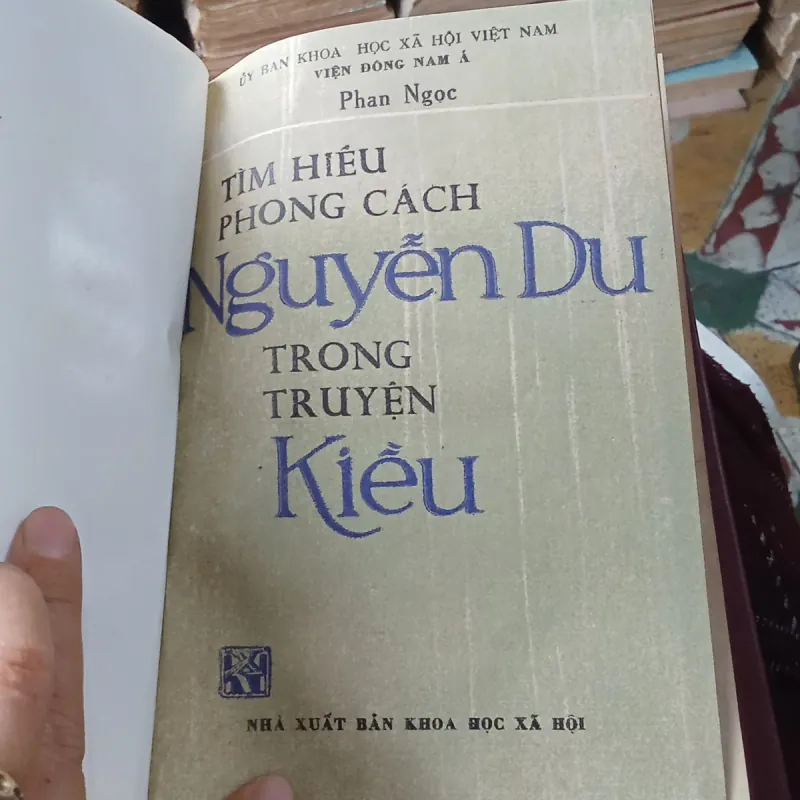 ỦY BAN KHOA HỌC XÃ HỘI VIỆT NAM
VIỆN ĐÔNG NAM Á
Phan Ngọc
TÌM HIỂU
PHONG CÁCH
Nguyễn Du
TRONG
TRUYỆN
Kiều
NHÀ XUẤT BẢN KHOA HỌC XÃ HỘI